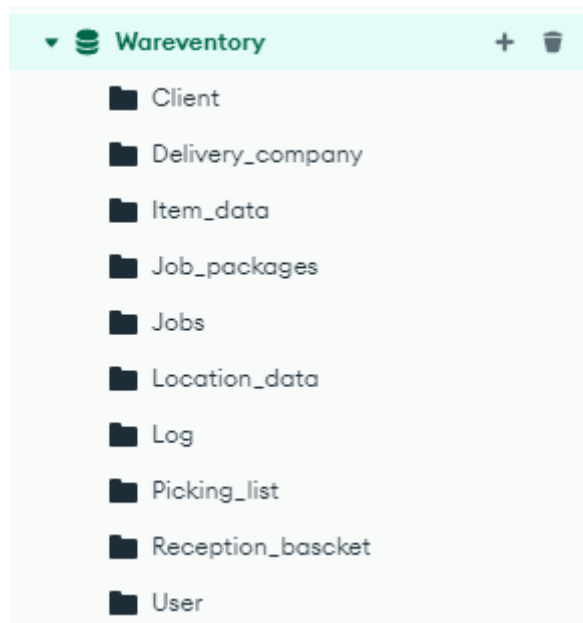 Wareventory
Client
Delivery_company
Item_data
Job_packages
Jobs
Location_data
Log
Picking_list
Reception_bascket
User